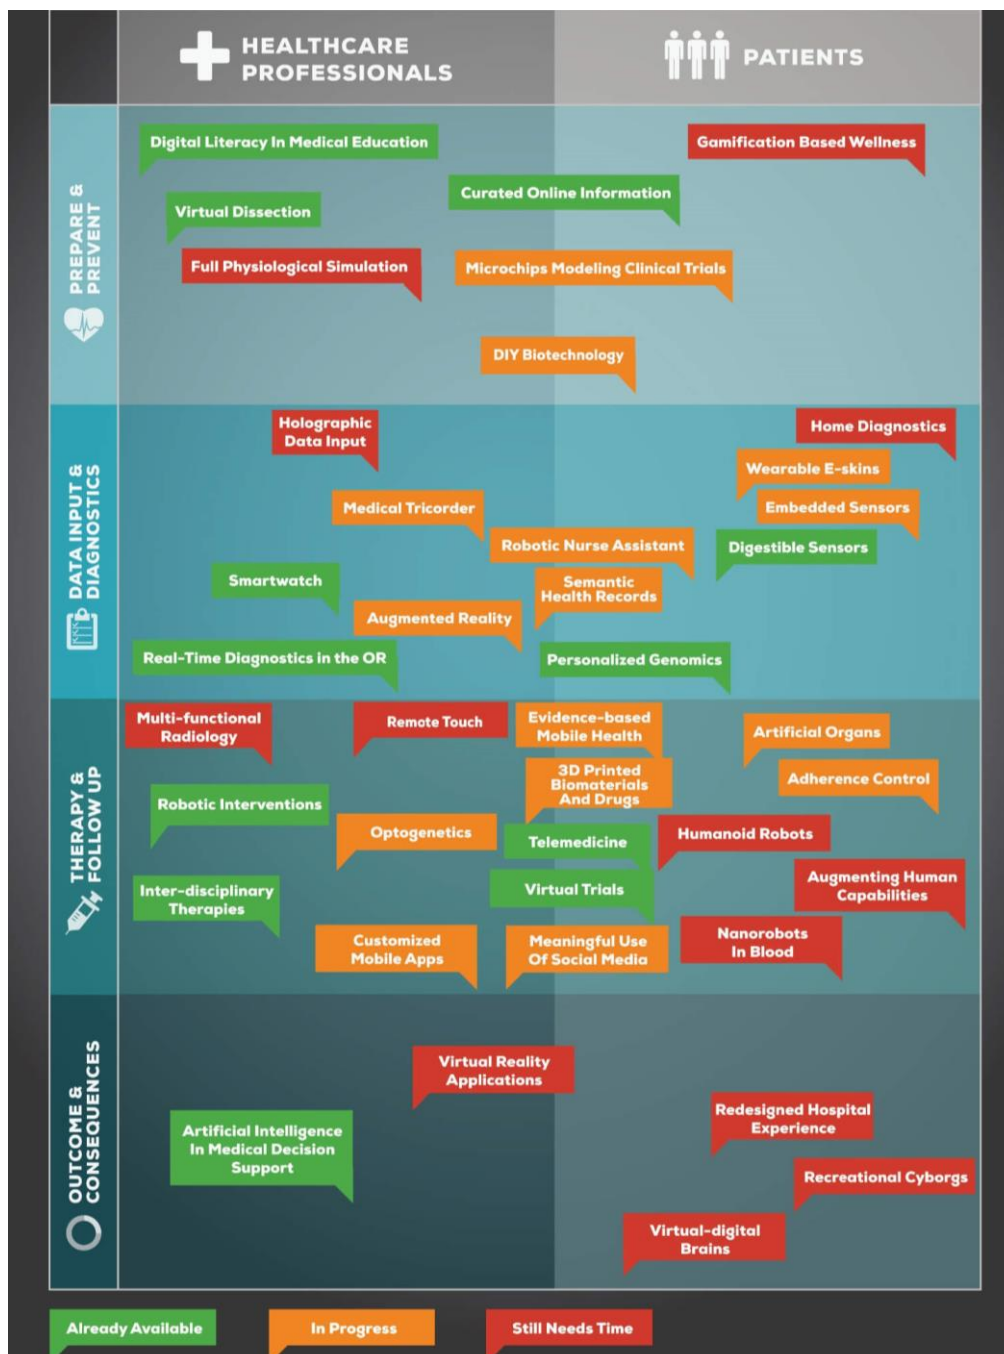 HEALTHCARE
PROFESSIONALS
PATIENTS
PREPARE &
PREVENT
Digital Literacy In Medical Education
Gamification Based Wellness
Curated Online Information
Virtual Dissection
Full Physiological Simulation
Microchips Modeling Clinical Trials
DIY Biotechnology
DATA INPUT &
DIAGNOSTICS
Holographic
Data Input
Home Diagnostics
Wearable E-skins
Medical Tricorder
Embedded Sensors
Robotic Nurse Assistant
Digestible Sensors
Smartwatch
Semantic
Health Records
Augmented Reality
Real-Time Diagnostics in the OR
Personalized Genomics
THERAPY &
FOLLOW UP
Multi-functional
Radiology
Remote Touch
Evidence-based
Mobile Health
Artificial Organs
3D Printed
Biomaterials
And Drugs
Adherence Control
Robotic Interventions
Optogenetics
Telemedicine
Humanoid Robots
Inter-disciplinary
Therapies
Virtual Trials
Augmenting Human
Capabilities
Customized
Mobile Apps
Meaningful Use
Of Social Media
Nanorobots
In Blood
OUTCOME &
CONSEQUENCES
Virtual Reality
Applications
Artificial Intelligence
In Medical Decision
Support
Redesigned Hospital
Experience
Recreational Cyborgs
Virtual-digital
Brains
Already Available
In Progress
Still Needs Time